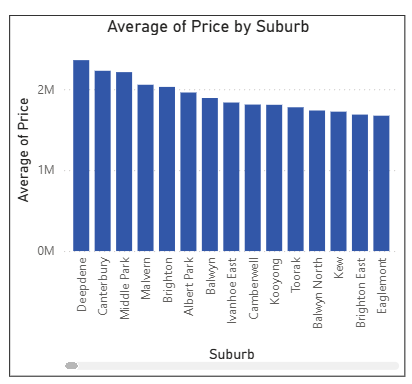 Average of Price by Suburb
Average of Price
2M
1M
0M
Deepdene
Canterbury
Middle Park
Malvern
Brighton
Albert Park
Balwyn
Ivanhoe East
Camberwell
Kooyong
Toorak
Balwyn North
Kew
Brighton East
Eaglemont
Suburb